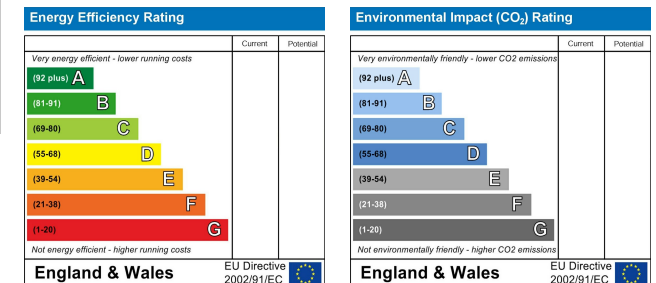 Energy Efficiency Rating
Current Potential
Very energy efficient - lower running costs
(92 plus) A
(81-91) B
(69-80) C
(55-68) D
(39-54) E
(21-38) F
(1-20) G
Not energy efficient - higher running costs
England & Wales
EU Directive
2002/91/EC
Environmental Impact (CO₂) Rating
Current Potential
Very environmentally friendly - lower CO2 emissions
(92 plus) A
(81-91) B
(69-80) C
(55-68) D
(39-54) E
(21-38) F
(1-20) G
Not environmentally friendly - higher CO2 emissions
England & Wales
EU Directive
2002/91/EC